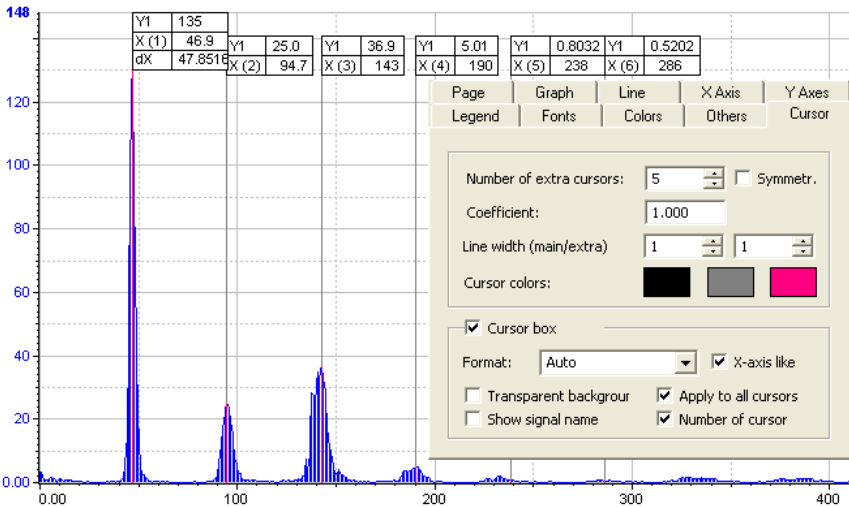 148
120
100
80
60
40
20
0.00
0.00 100 200 300 400
Y1 135
X (1) 46.9
dX 47.8516
Y1 25.0
X (2) 94.7
Y1 36.9
X (3) 143
Y1 5.01
X (4) 190
Y1 0.8032
X (5) 238
Y1 0.5202
X (6) 286
Page Graph Line X Axis Y Axes
Legend Fonts Colors Others Cursor
Number of extra cursors: 5 Symmetr.
Coefficient: 1.000
Line width (main/extra) 1 1
Cursor colors:
Cursor box
Format: Auto X-axis like
Transparent backgrour Apply to all cursors
Show signal name Number of cursor